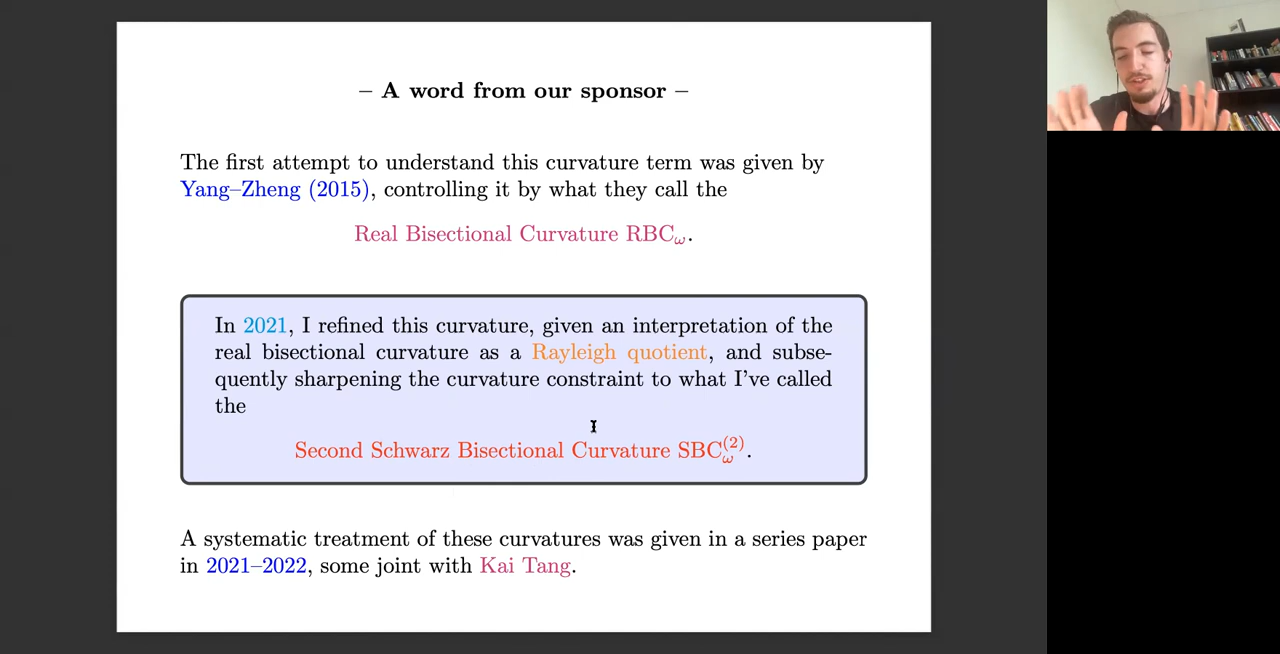 – A word from our sponsor –
The first attempt to understand this curvature term was given by
Yang–Zheng (2015), controlling it by what they call the
Real Bisectional Curvature RBC_ω.
In 2021, I refined this curvature, given an interpretation of the
real bisectional curvature as a Rayleigh quotient, and subse-
quently sharpening the curvature constraint to what I've called
the
Second Schwarz Bisectional Curvature SBC_ω^(2).
A systematic treatment of these curvatures was given in a series paper
in 2021–2022, some joint with Kai Tang.